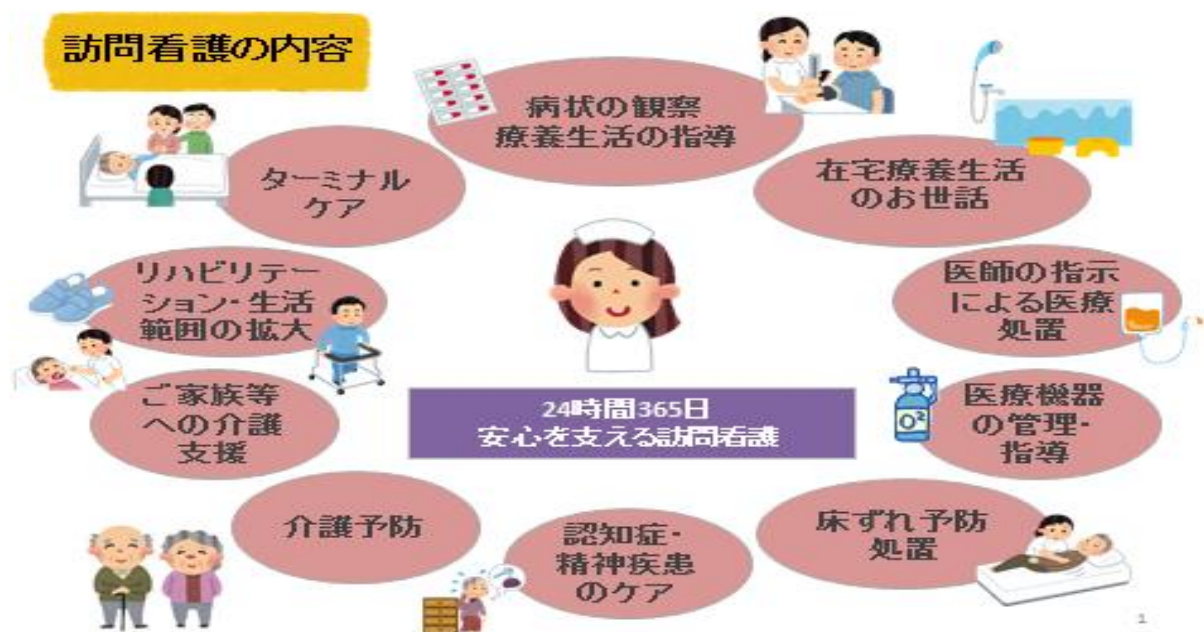 訪問看護の内容
病状の観察
療養生活の指導
在宅療養生活
のお世話
医師の指示
による医療
処置
医療機器
の管理・
指導
床ずれ予防
処置
認知症・
精神疾患
のケア
介護予防
ご家族等
への介護
支援
リハビリテー
ション・生活
範囲の拡大
ターミナル
ケア
24時間365日
安心を支える訪問看護
O²
1